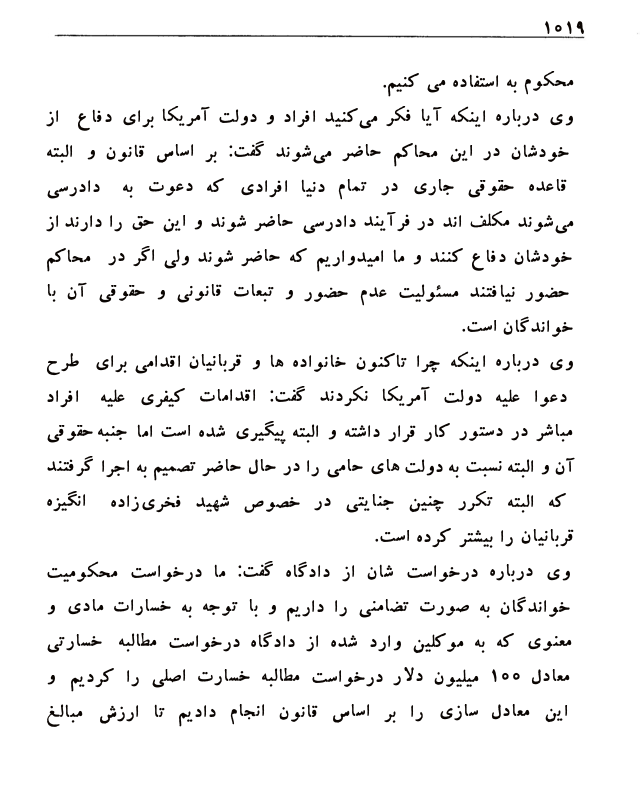 ۱۰۱۹
محکوم به استفاده می کنیم.
وی درباره اینکه آیا فکر می‌کنید افراد و دولت آمریکا برای دفاع از
خودشان در این محاکم حاضر می‌شوند گفت: بر اساس قانون و البته
قاعده حقوقی جاری در تمام دنیا افرادی که دعوت به دادرسی
می‌شوند مکلف اند در فرآیند دادرسی حاضر شوند و این حق را دارند از
خودشان دفاع کنند و ما امیدواریم که حاضر شوند ولی اگر در محاکم
حضور نیافتند مسئولیت عدم حضور و تبعات قانونی و حقوقی آن با
خواندگان است.
وی درباره اینکه چرا تاکنون خانواده ها و قربانیان اقدامی برای طرح
دعوا علیه دولت آمریکا نکردند گفت: اقدامات کیفری علیه افراد
مباشر در دستور کار قرار داشته و البته پیگیری شده است اما جنبه حقوقی
آن و البته نسبت به دولت های حامی را در حال حاضر تصمیم به اجرا گرفتند
که البته تکرر چنین جنایتی در خصوص شهید فخری‌زاده انگیزه
قربانیان را بیشتر کرده است.
وی درباره درخواست شان از دادگاه گفت: ما درخواست محکومیت
خواندگان به صورت تضامنی را داریم و با توجه به خسارات مادی و
معنوی که به موکلین وارد شده از دادگاه درخواست مطالبه خسارتی
معادل ۱۰۰ میلیون دلار درخواست مطالبه خسارت اصلی را کردیم و
این معادل سازی را بر اساس قانون انجام دادیم تا ارزش مبالغ